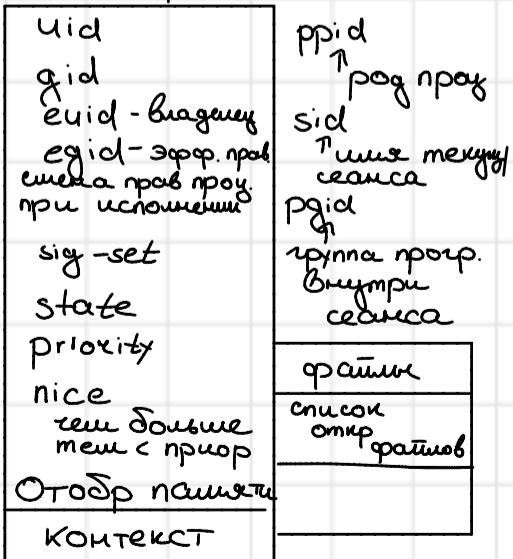 uid
gid
euid - владелец
egid - эфф. прав.
смена прав проц.
при исполнении
sig-set
state
priority
nice
чем больше
тем < приор
Отобр памяти
контекст
ppid
↑
род проц
sid
↑ имя текущ
сеанса
pgid
↑
группа прогр.
внутри
сеанса
файлы
список
откр
файлов